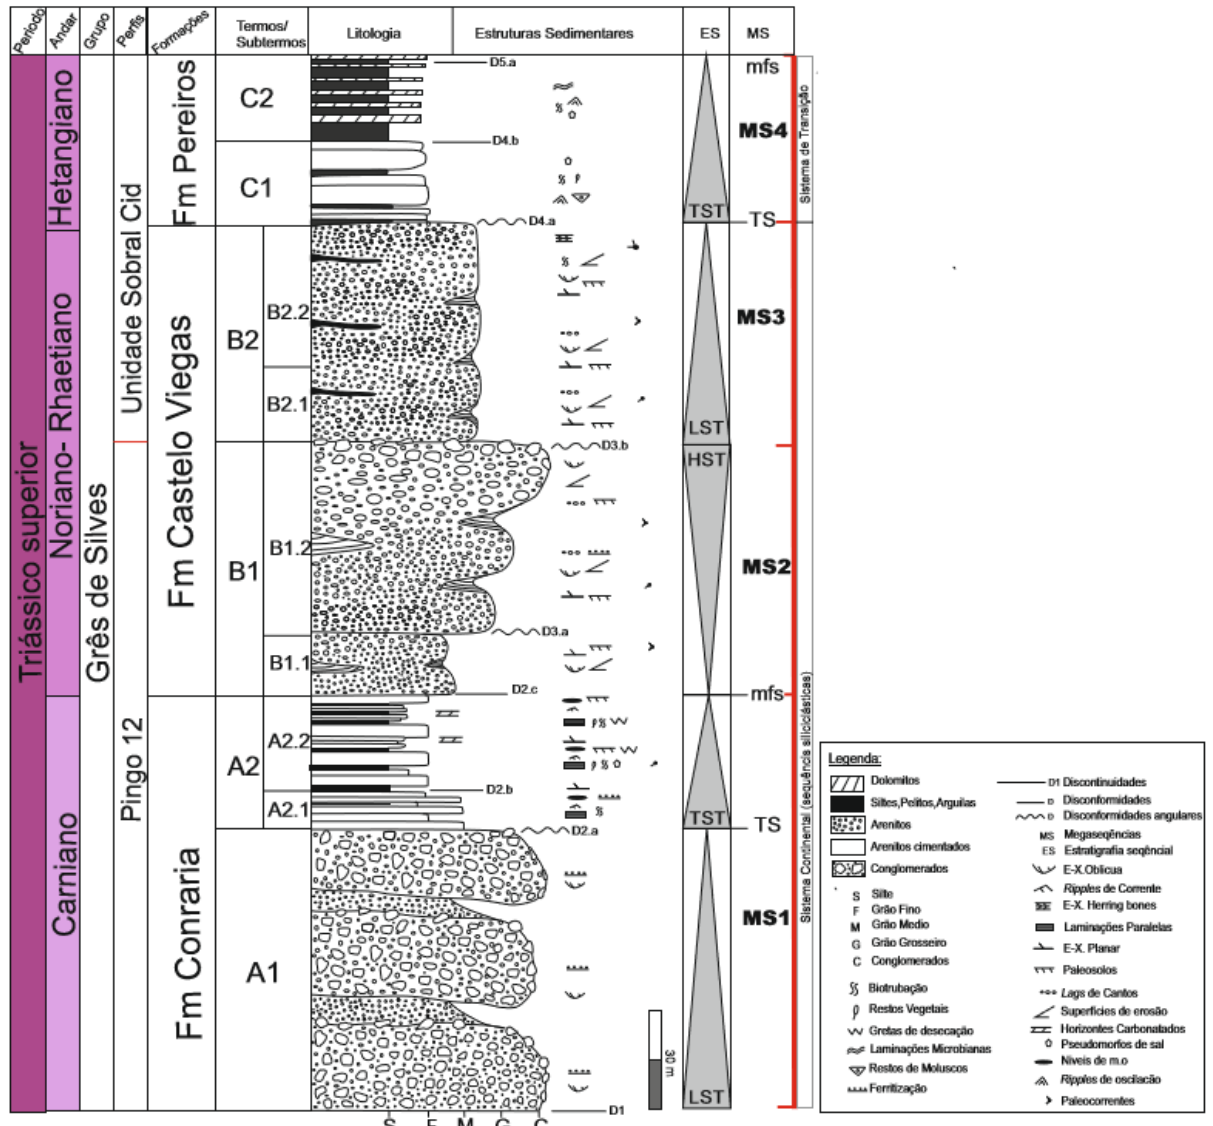 Período
Andar
Grupo
Perfis
Formações
Termos/
Subtermos
Litologia
Estruturas Sedimentares
ES
MS
Triássico superior
Hetangiano
Noriano- Rhaetiano
Carniano
Grês de Silves
Unidade Sobral Cid
Pingo 12
Fm Pereiros
Fm Castelo Viegas
Fm Conraria
C2
C1
B2
B2.2
B2.1
B1
B1.2
B1.1
A2
A2.2
A2.1
A1
D5.a
D4.b
D4.a
D3.b
D3.a
D2.c
D2.b
D2.a
D1
S F M G C
30 m
TST
LST
HST
TST
LST
mfs
MS4
TS
MS3
MS2
mfs
TS
MS1
Sistema de Transição
Sistema Continental (sequência siliciclásticas)
Legenda:
Dolomitos
Siltes,Pelitos,Arguilas
Arenitos
Arenitos cimentados
Conglomerados
S Silte
F Grão Fino
M Grão Medio
G Grão Grosseiro
C Conglomerados
Biotrubação
Restos Vegetais
Gretas de desecação
Laminações Microbianas
Restos de Moluscos
Ferritização
D1 Discontinuidades
D Disconformidades
D Disconformidades angulares
MS Megaseqências
ES Estratigrafia seqêncial
E-X.Oblicua
Ripples de Corrente
E-X. Herring bones
Laminações Paralelas
E-X. Planar
Paleosolos
Lags de Cantos
Superficies de erosão
Horizontes Carbonatados
Pseudomorfos de sal
Niveis de m.o
Ripples de oscilacão
Paleocorrentes